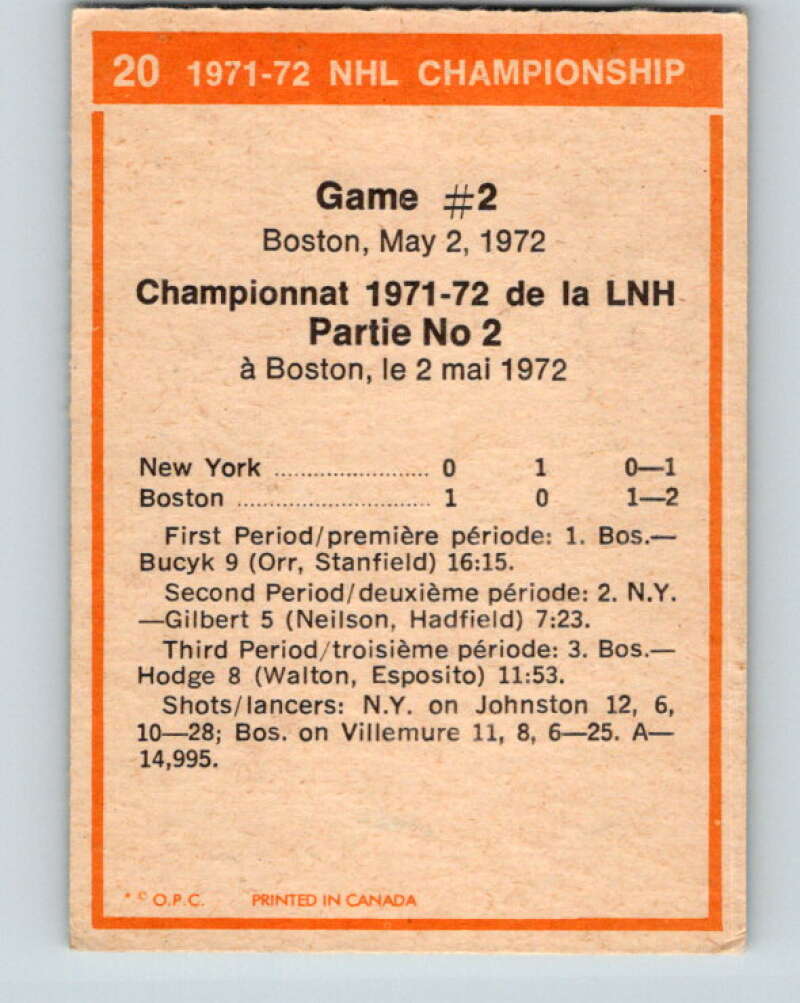 20 1971-72 NHL CHAMPIONSHIP
Game #2
Boston, May 2, 1972
Championnat 1971-72 de la LNH
Partie No 2
à Boston, le 2 mai 1972
New York ...................... 0 1 0—1
Boston ............................ 1 0 1—2
First Period/première période: 1. Bos.—
Bucyk 9 (Orr, Stanfield) 16:15.
Second Period/deuxième période: 2. N.Y.
—Gilbert 5 (Neilson, Hadfield) 7:23.
Third Period/troisième période: 3. Bos.—
Hodge 8 (Walton, Esposito) 11:53.
Shots/lancers: N.Y. on Johnston 12, 6,
10—28; Bos. on Villemure 11, 8, 6—25. A—
14,995.
* © O.P.C. PRINTED IN CANADA